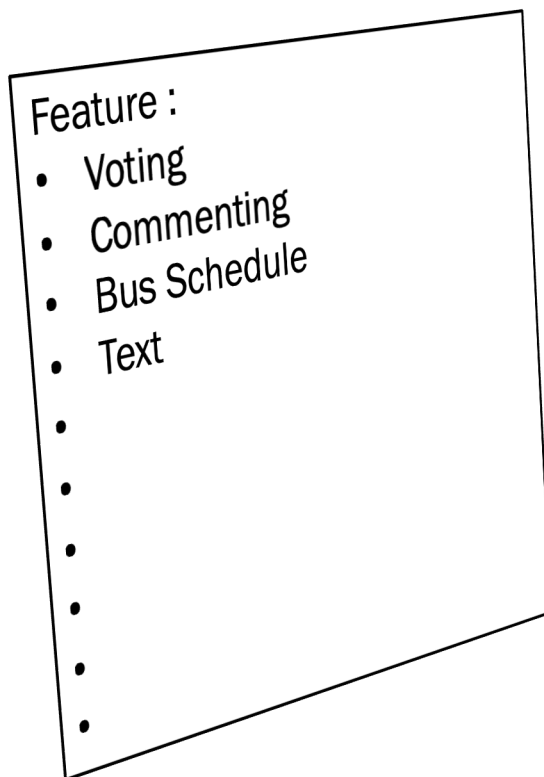 Feature :
• Voting
• Commenting
• Bus Schedule
• Text
•
•
•
•
•
•